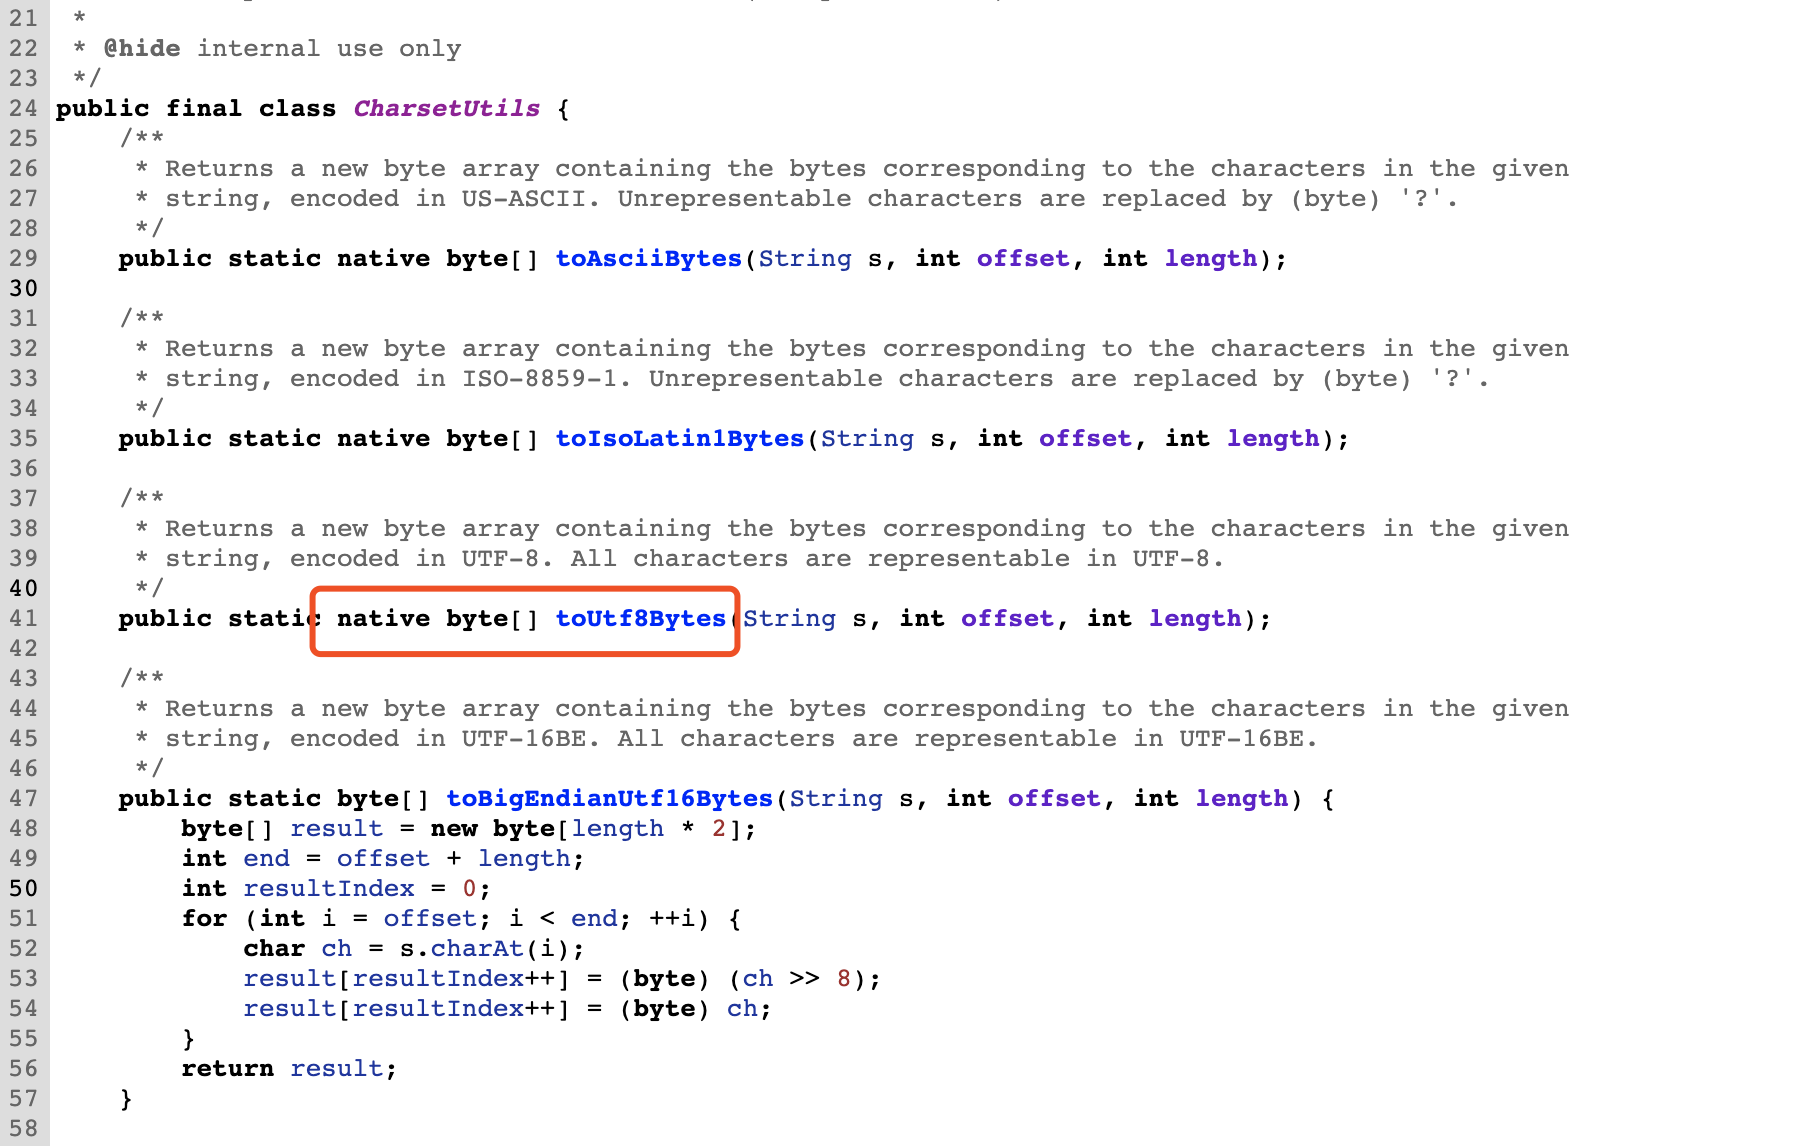 21  *
22  * @hide internal use only
23  */
24 public final class CharsetUtils {
25     /**
26      * Returns a new byte array containing the bytes corresponding to the characters in the given
27      * string, encoded in US-ASCII. Unrepresentable characters are replaced by (byte) '?'.
28      */
29     public static native byte[] toAsciiBytes(String s, int offset, int length);
30
31     /**
32      * Returns a new byte array containing the bytes corresponding to the characters in the given
33      * string, encoded in ISO-8859-1. Unrepresentable characters are replaced by (byte) '?'.
34      */
35     public static native byte[] toIsoLatin1Bytes(String s, int offset, int length);
36
37     /**
38      * Returns a new byte array containing the bytes corresponding to the characters in the given
39      * string, encoded in UTF-8. All characters are representable in UTF-8.
40      */
41     public static native byte[] toUtf8Bytes(String s, int offset, int length);
42
43     /**
44      * Returns a new byte array containing the bytes corresponding to the characters in the given
45      * string, encoded in UTF-16BE. All characters are representable in UTF-16BE.
46      */
47     public static byte[] toBigEndianUtf16Bytes(String s, int offset, int length) {
48         byte[] result = new byte[length * 2];
49         int end = offset + length;
50         int resultIndex = 0;
51         for (int i = offset; i < end; ++i) {
52             char ch = s.charAt(i);
53             result[resultIndex++] = (byte) (ch >> 8);
54             result[resultIndex++] = (byte) ch;
55         }
56         return result;
57     }
58